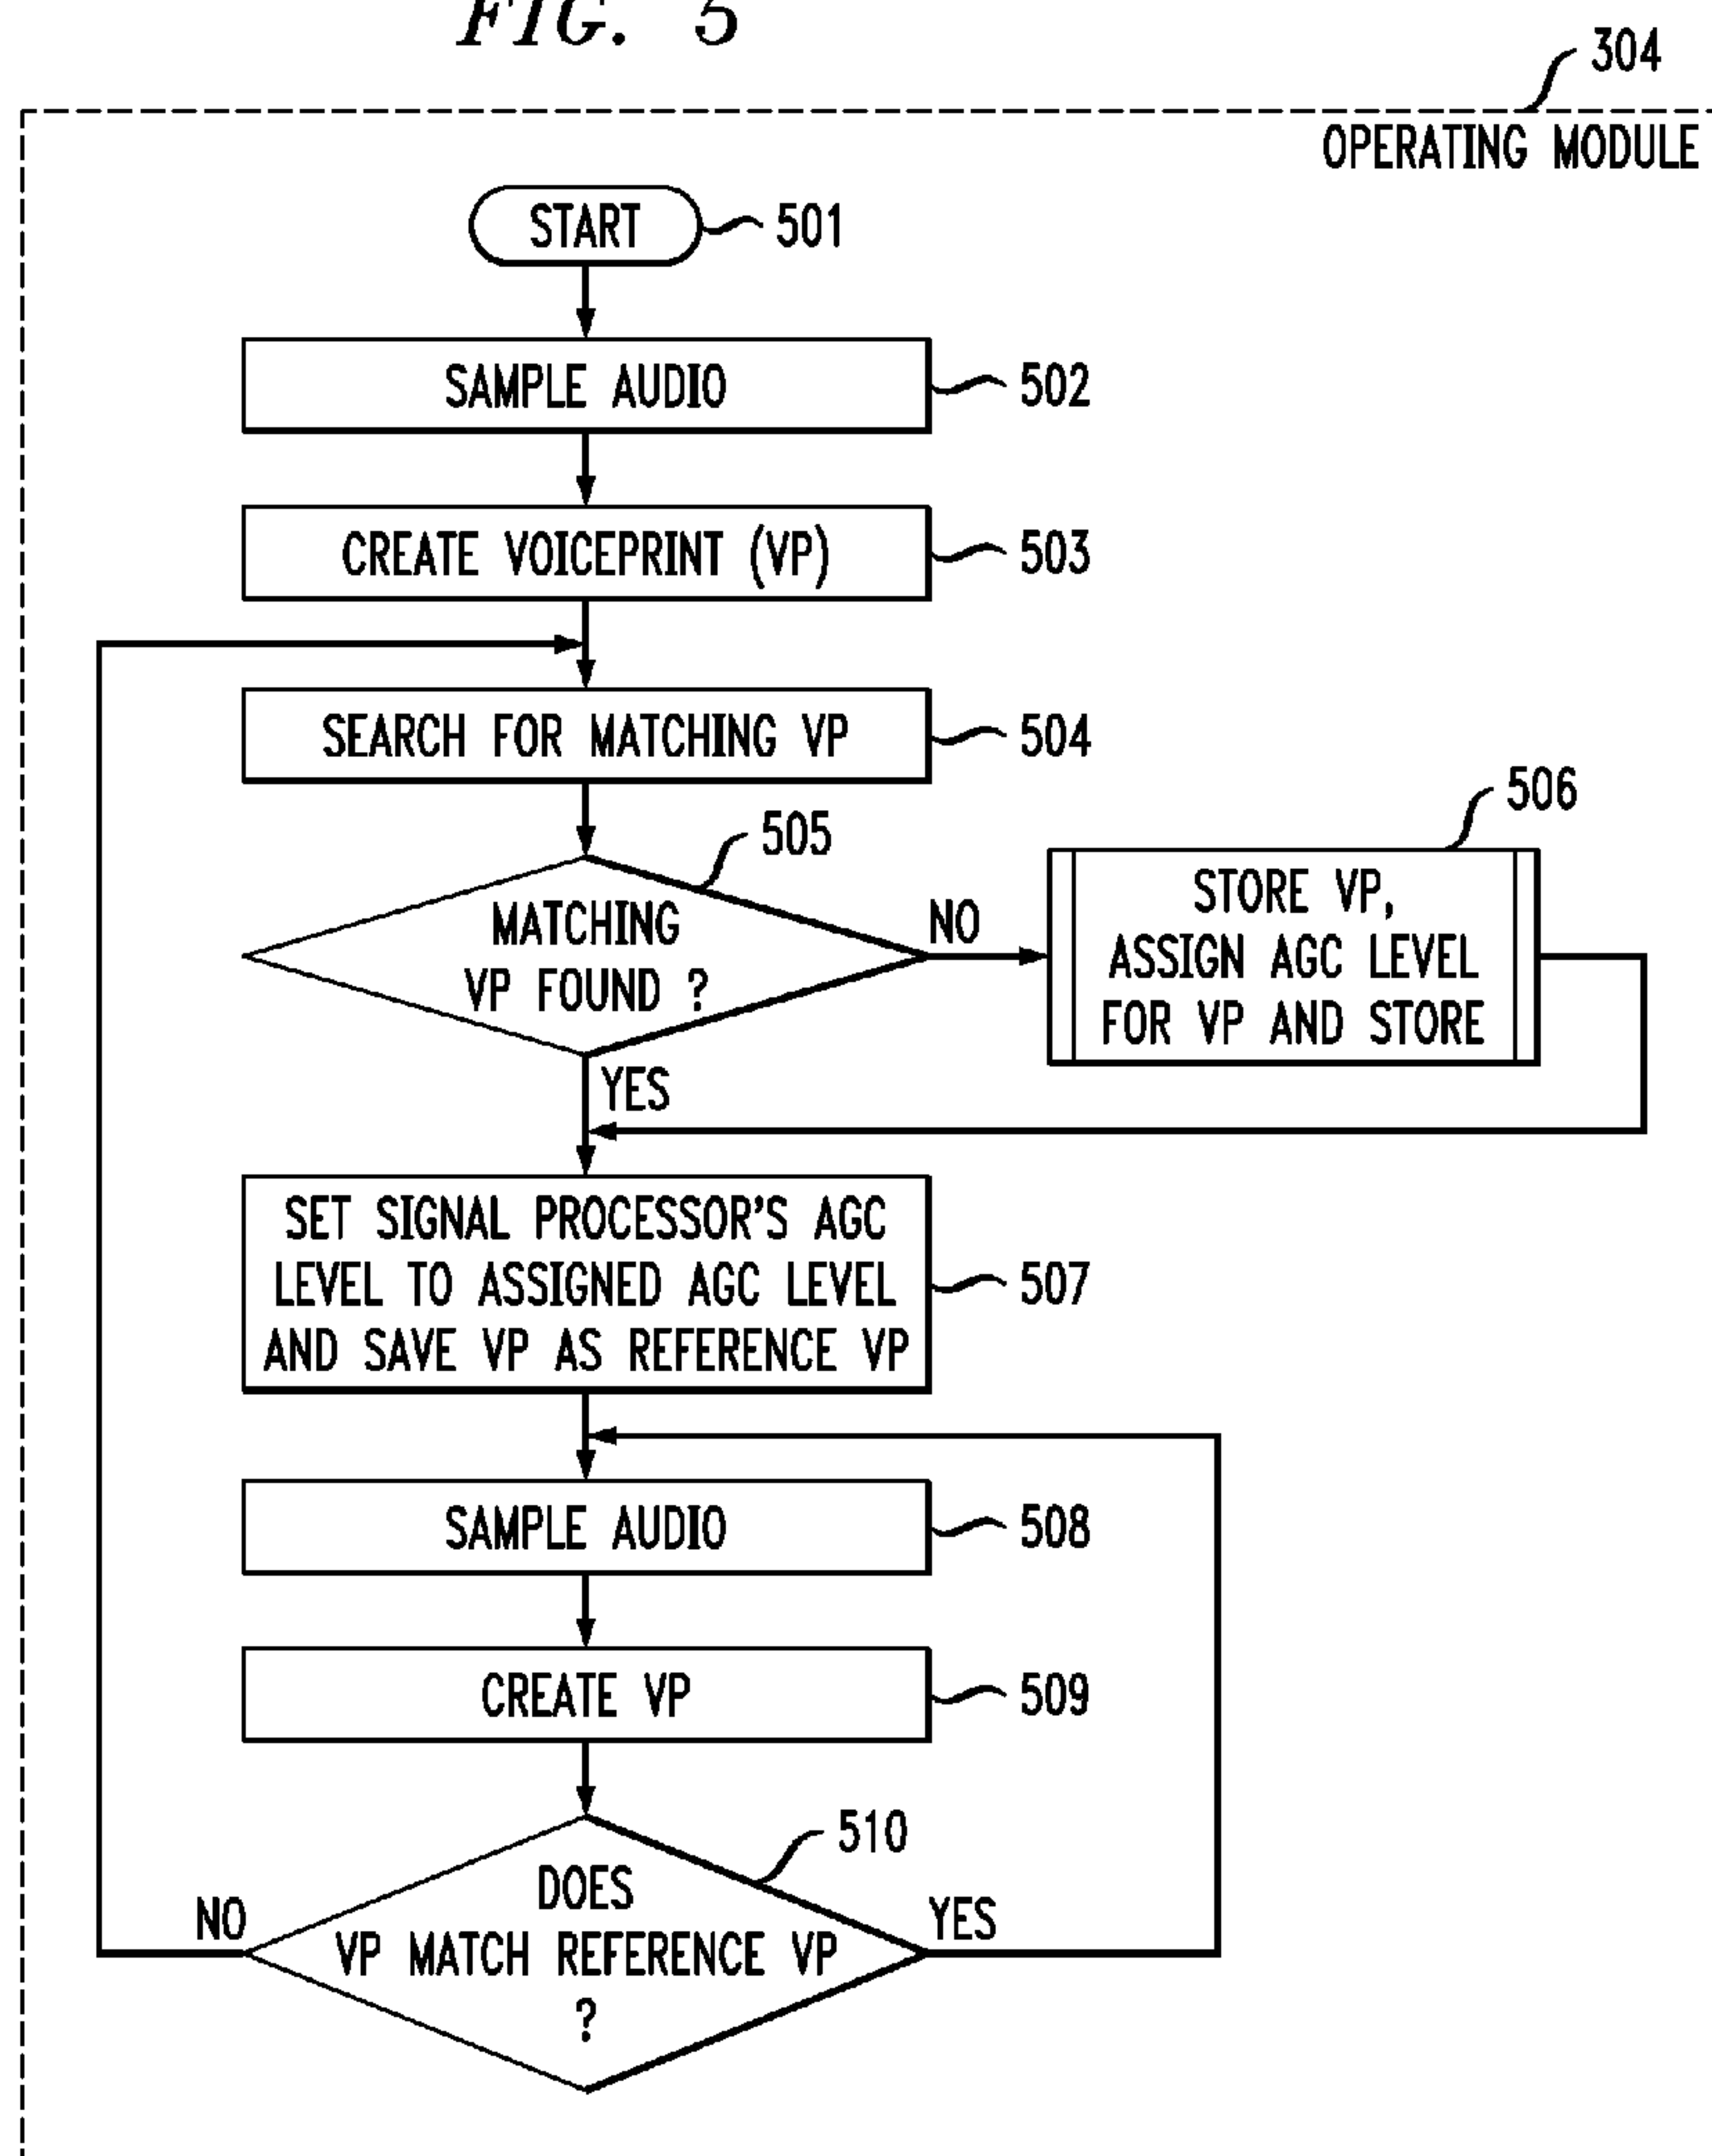 FIG. 5
304
OPERATING MODULE
START
501
SAMPLE AUDIO
502
CREATE VOICEPRINT (VP)
503
SEARCH FOR MATCHING VP
504
505
MATCHING
VP FOUND ?
NO
YES
506
STORE VP,
ASSIGN AGC LEVEL
FOR VP AND STORE
SET SIGNAL PROCESSOR'S AGC
LEVEL TO ASSIGNED AGC LEVEL
AND SAVE VP AS REFERENCE VP
507
SAMPLE AUDIO
508
CREATE VP
509
510
DOES
VP MATCH REFERENCE VP
?
NO
YES